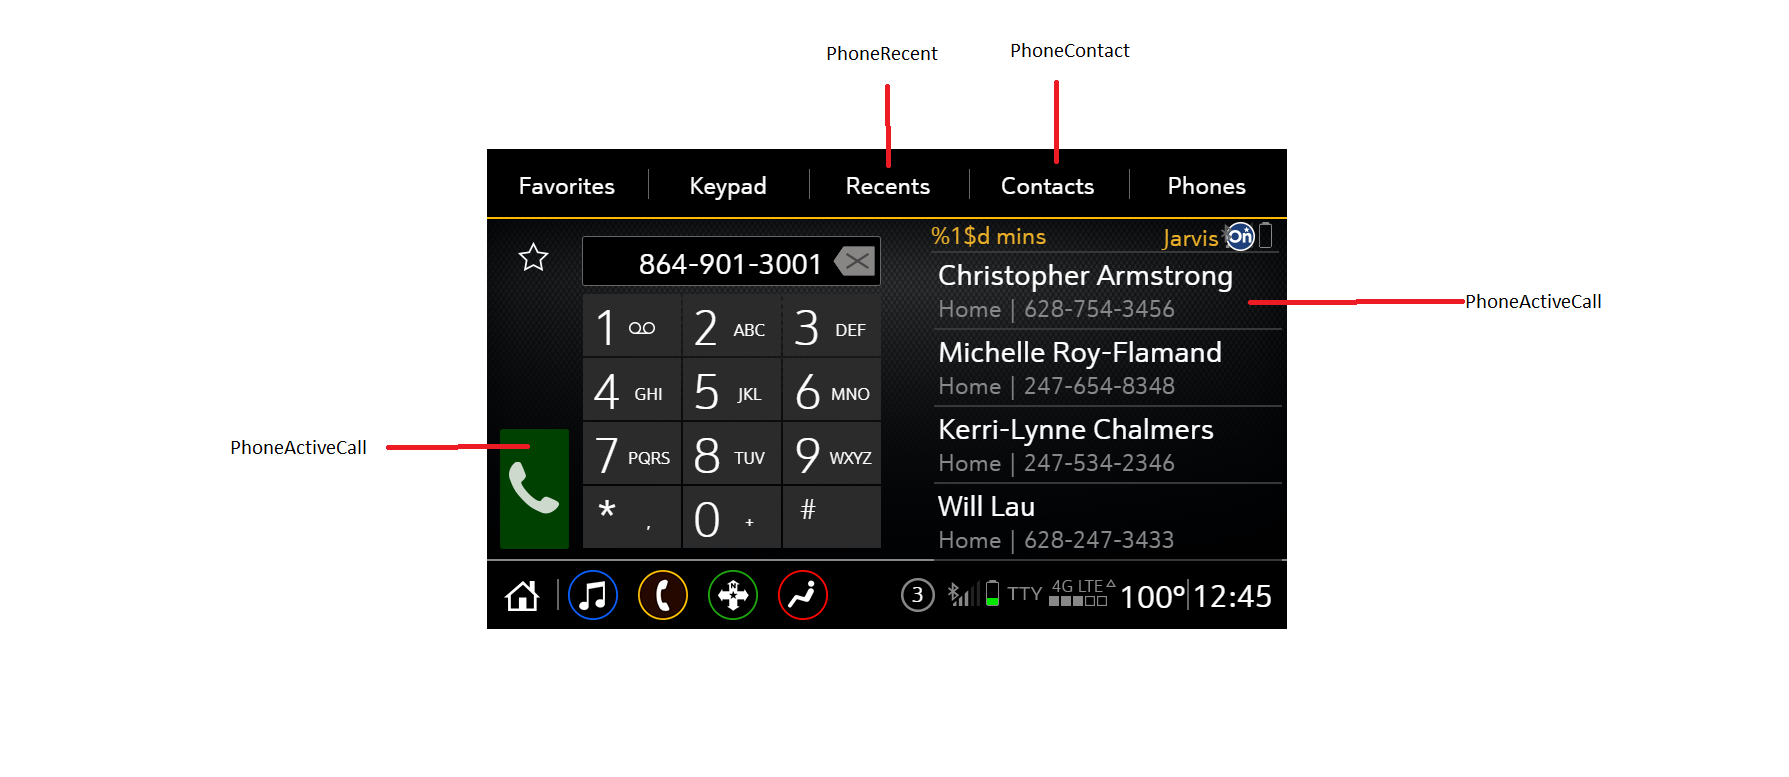 PhoneRecent
PhoneContact
Favorites
Keypad
Recents
Contacts
Phones
864-901-3001
%1$d mins
Jarvis
On
Christopher Armstrong
Home | 628-754-3456
PhoneActiveCall
Michelle Roy-Flamand
Home | 247-654-8348
Kerri-Lynne Chalmers
Home | 247-534-2346
Will Lau
Home | 628-247-3433
1
2 ABC
3 DEF
4 GHI
5 JKL
6 MNO
7 PQRS
8 TUV
9 WXYZ
* ,
0 +
#
PhoneActiveCall
N
3
TTY
4G LTE
100°
12:45